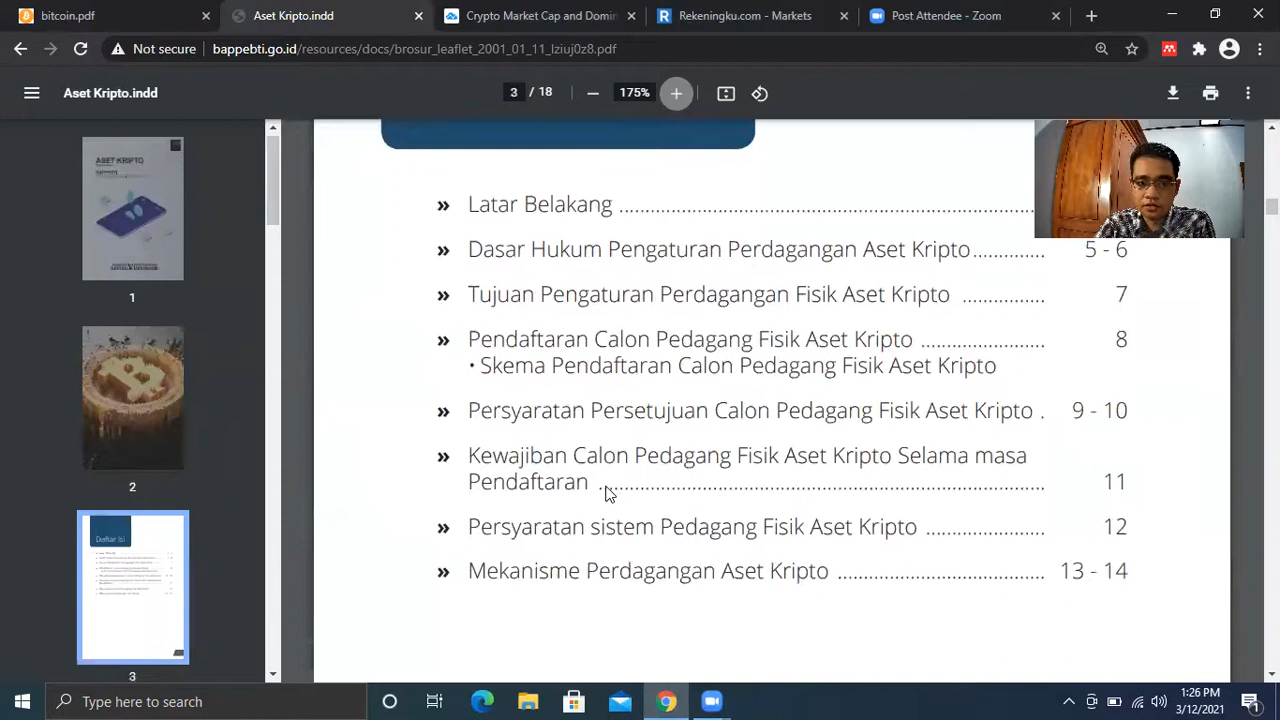 bitcoin.pdf
Aset Kripto.indd
Crypto Market Cap and Domin
Rekeningku.com - Markets
Post Attendee - Zoom
Not secure
bappebti.go.id/resources/docs/brosur_leaflet_2001_01_11_lziuj0z8.pdf
Aset Kripto.indd
3 / 18
175%
ASET KRIPTO
1
2
Daftar Isi
3
» Latar Belakang ........................................................................
» Dasar Hukum Pengaturan Perdagangan Aset Kripto.............. 5 - 6
» Tujuan Pengaturan Perdagangan Fisik Aset Kripto ................ 7
» Pendaftaran Calon Pedagang Fisik Aset Kripto ........................ 8
• Skema Pendaftaran Calon Pedagang Fisik Aset Kripto
» Persyaratan Persetujuan Calon Pedagang Fisik Aset Kripto . 9 - 10
» Kewajiban Calon Pedagang Fisik Aset Kripto Selama masa
Pendaftaran ........................................................................ 11
» Persyaratan sistem Pedagang Fisik Aset Kripto ...................... 12
» Mekanisme Perdagangan Aset Kripto ........................................ 13 - 14
Type here to search
1:26 PM
3/12/2021